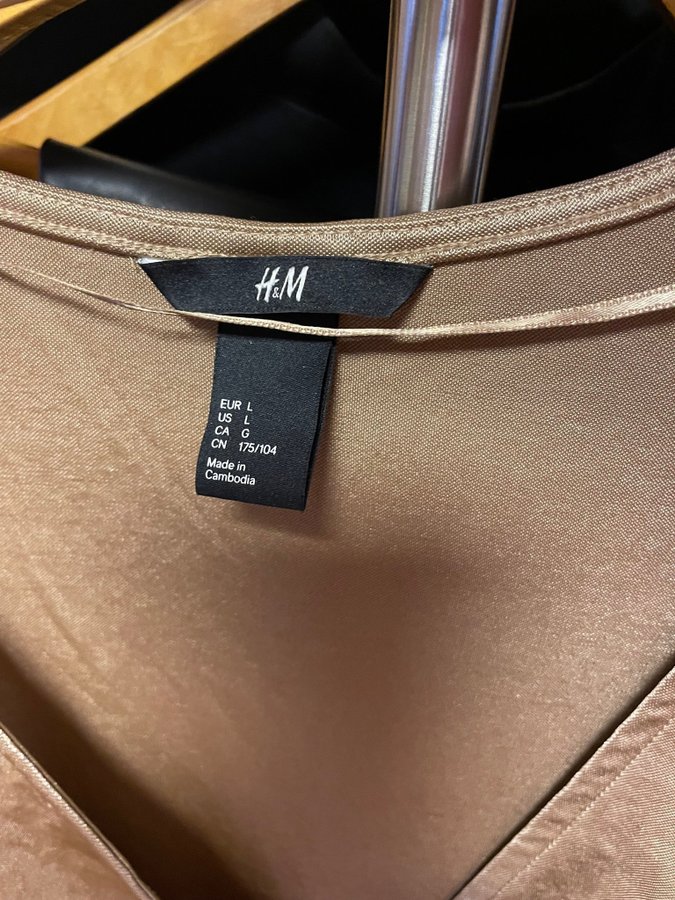 H&M
EUR L
US L
CA G
CN 175/104
Made in
Cambodia